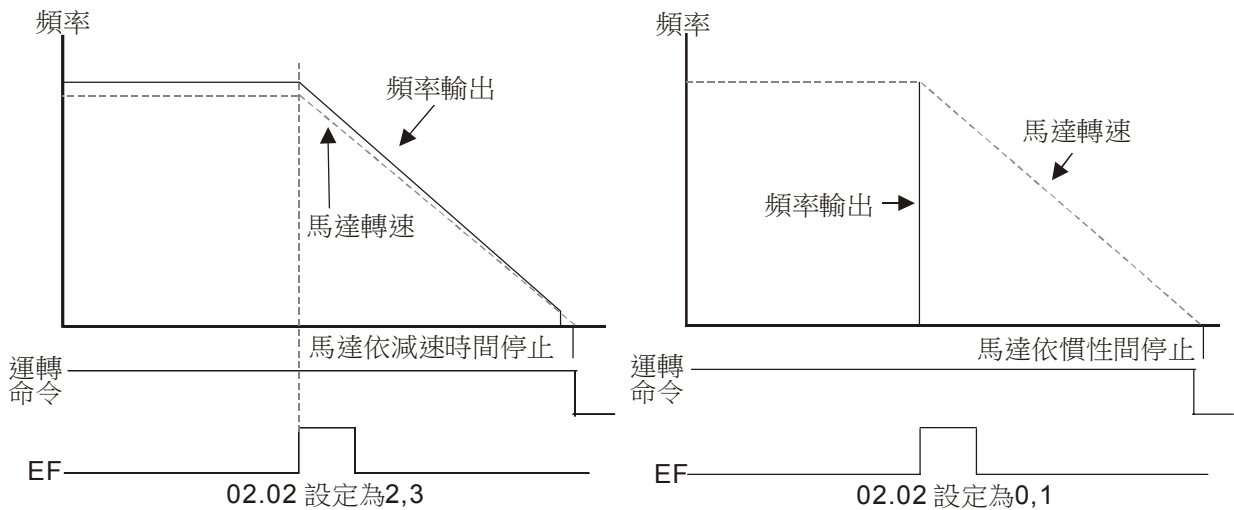 頻率
頻率輸出
馬達轉速
馬達依減速時間停止
運轉
命令
EF
02.02 設定為2,3
頻率
馬達轉速
頻率輸出
馬達依慣性間停止
運轉
命令
EF
02.02 設定為0,1